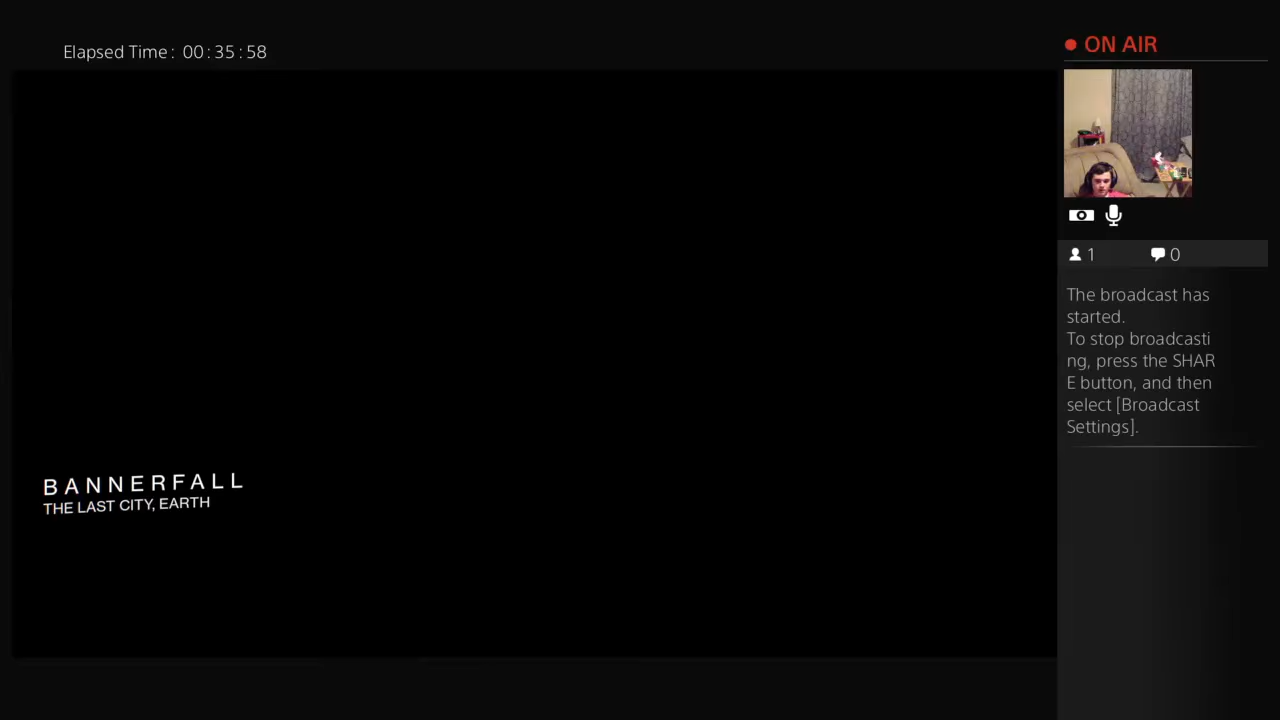 Elapsed Time: 00:35:58
ON AIR
1 0
The broadcast has
started.
To stop broadcasti
ng, press the SHAR
E button, and then
select [Broadcast
Settings].
BANNERFALL
THE LAST CITY, EARTH